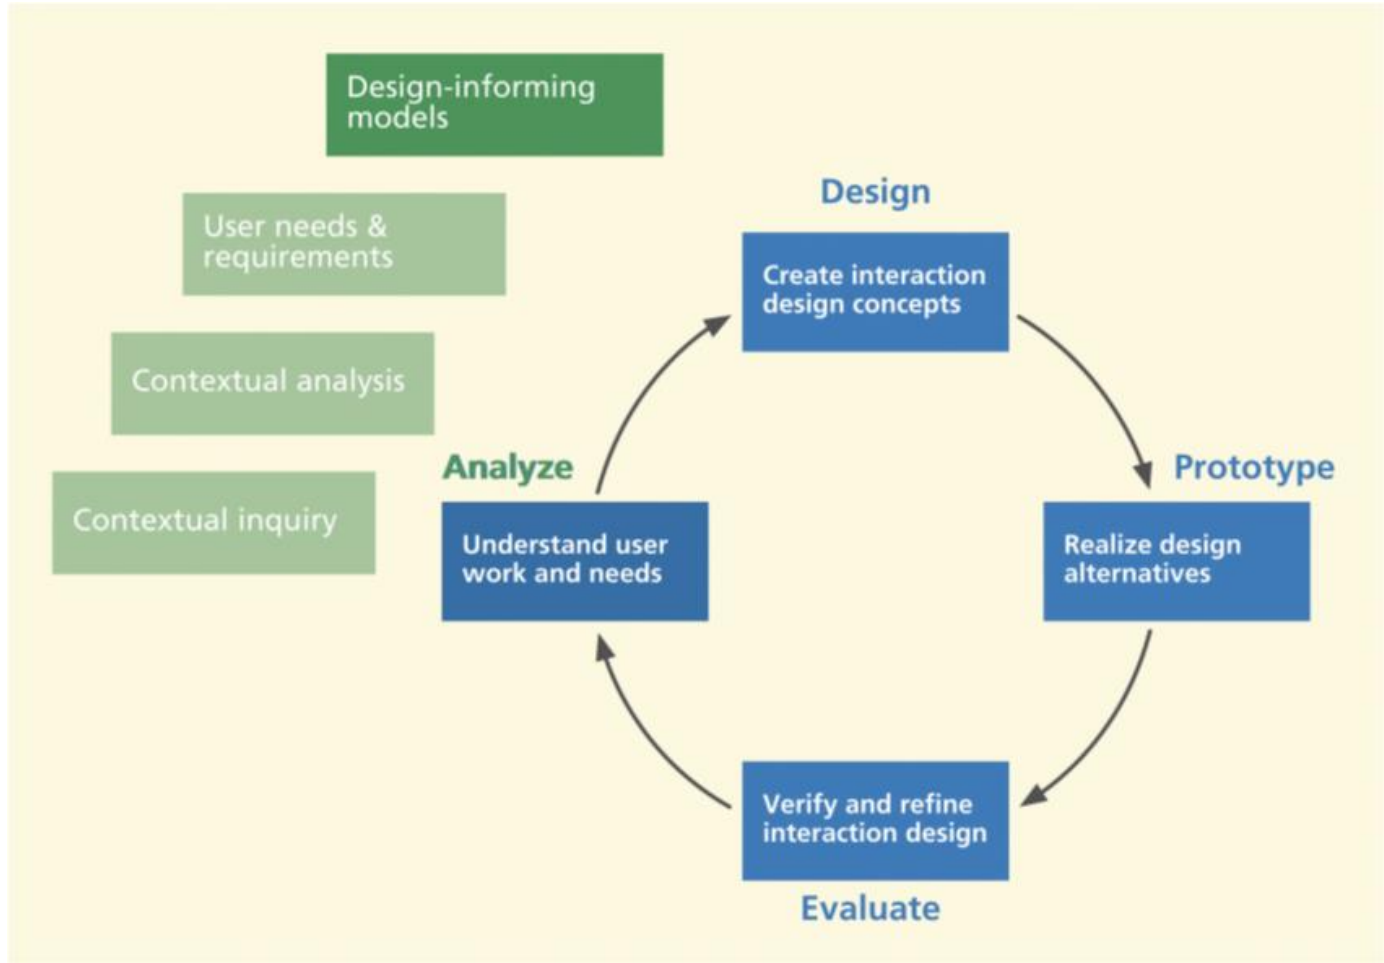 Design-informing
models
User needs &
requirements
Contextual analysis
Contextual inquiry
Analyze
Understand user
work and needs
Design
Create interaction
design concepts
Prototype
Realize design
alternatives
Verify and refine
interaction design
Evaluate